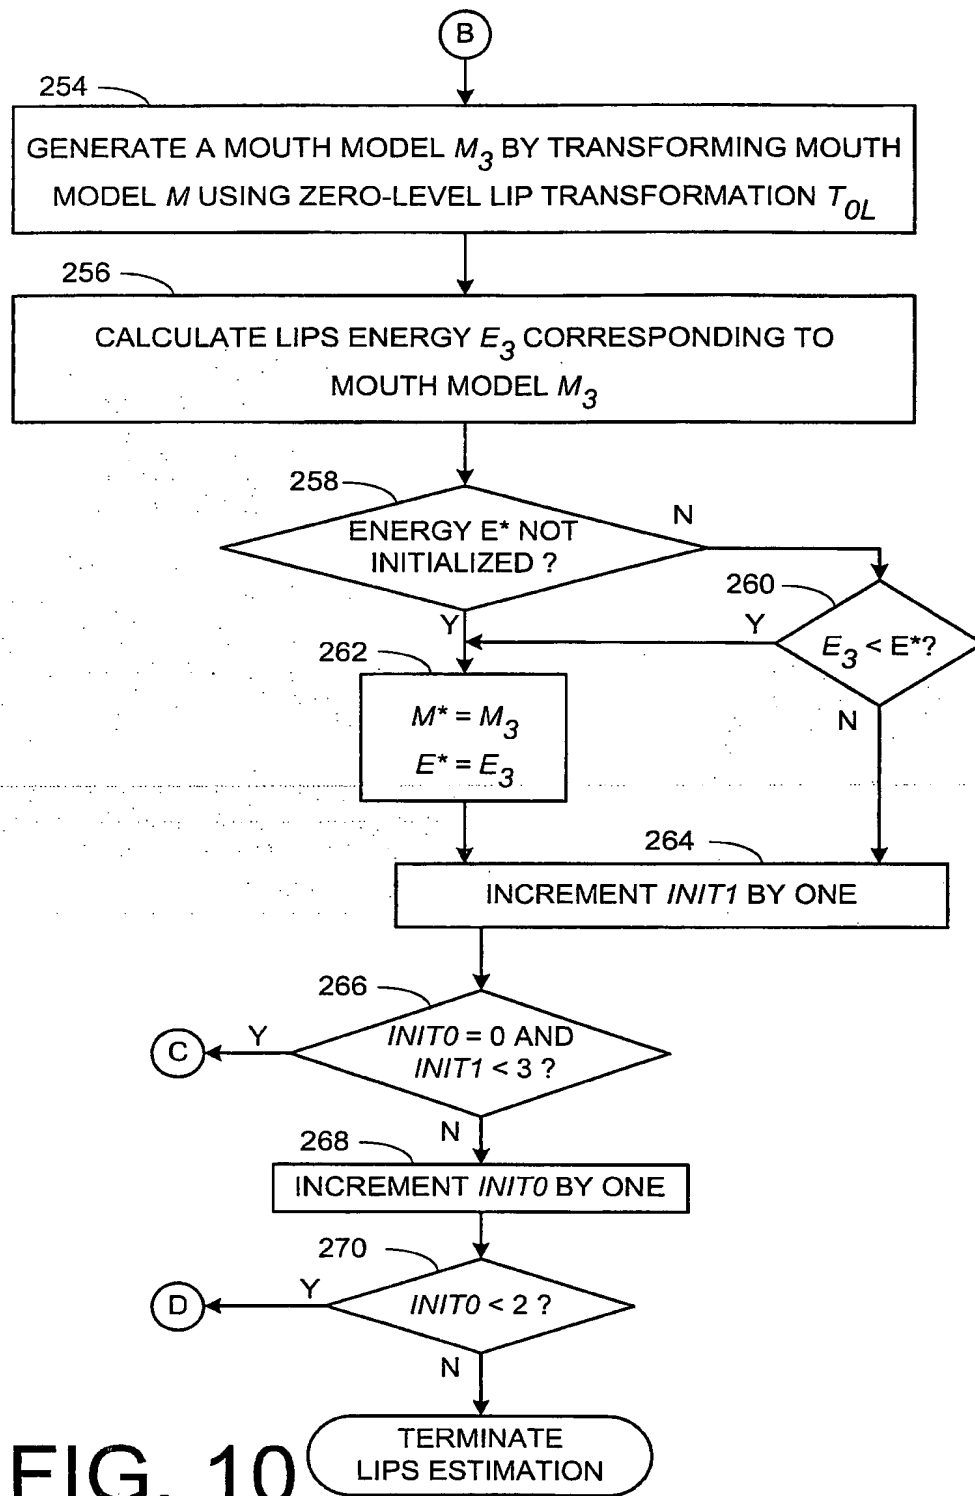 B
254
GENERATE A MOUTH MODEL M3 BY TRANSFORMING MOUTH
MODEL M USING ZERO-LEVEL LIP TRANSFORMATION T0L
256
CALCULATE LIPS ENERGY E3 CORRESPONDING TO
MOUTH MODEL M3
258
ENERGY E* NOT
INITIALIZED ?
N
260
Y
Y
E3 < E*?
262
N
M* = M3
E* = E3
264
INCREMENT INIT1 BY ONE
266
INIT0 = 0 AND
INIT1 < 3 ?
Y
C
N
268
INCREMENT INIT0 BY ONE
270
Y
D
INIT0 < 2 ?
N
TERMINATE
LIPS ESTIMATION
FIG. 10